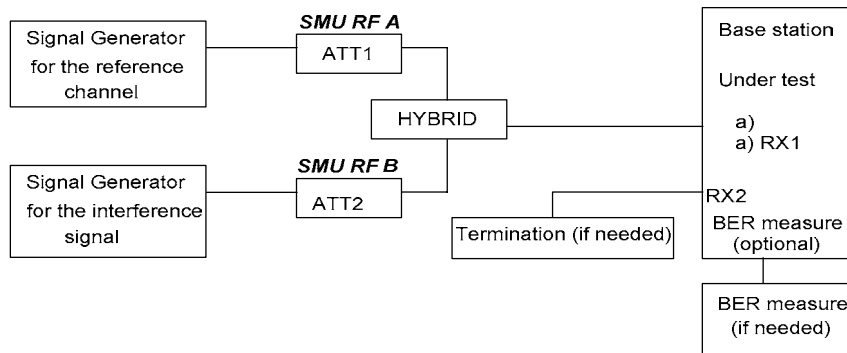 Signal Generator
for the reference
channel
SMU RF A
ATT1
HYBRID
Signal Generator
for the interference
signal
SMU RF B
ATT2
Termination (if needed)
Base station
Under test
a)
a) RX1
RX2
BER measure
(optional)
BER measure
(if needed)